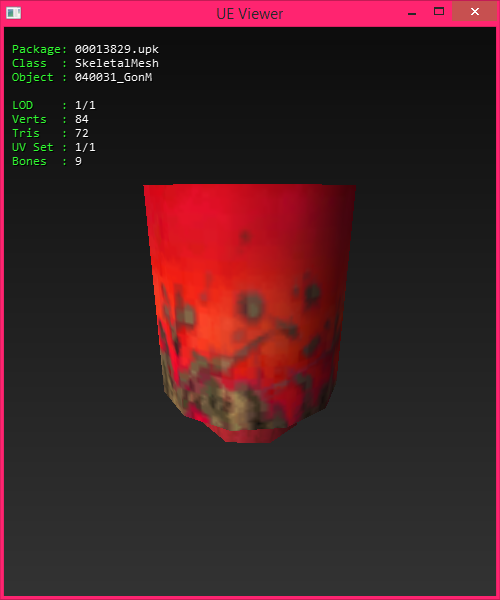 UE Viewer
Package: 00013829.upk
Class  : SkeletalMesh
Object : 040031_GonM
LOD    : 1/1
Verts  : 84
Tris   : 72
UV Set : 1/1
Bones  : 9